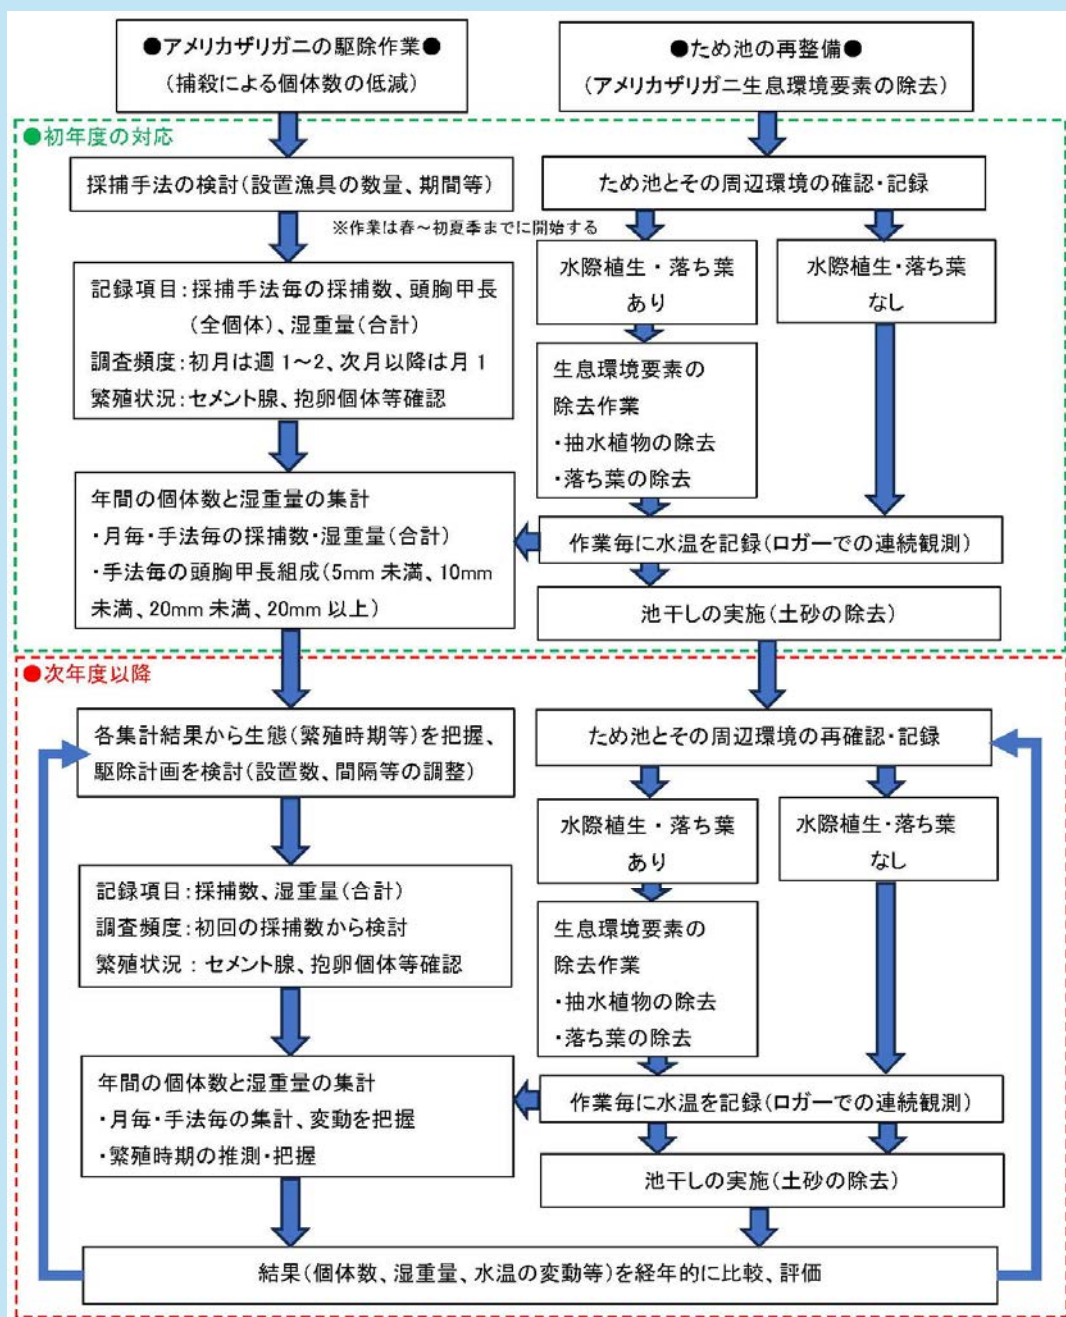 ●アメリカザリガニの駆除作業●
(捕殺による個体数の低減)
●ため池の再整備●
(アメリカザリガニ生息環境要素の除去)
●初年度の対応
採捕手法の検討(設置漁具の数量、期間等)
※作業は春～初夏季までに開始する
記録項目:採捕手法毎の採捕数、頭胸甲長
(全個体)、湿重量(合計)
調査頻度:初月は週1～2、次月以降は月1
繁殖状況:セメント腺、抱卵個体等確認
年間の個体数と湿重量の集計
・月毎・手法毎の採捕数・湿重量(合計)
・手法毎の頭胸甲長組成(5mm未満、10mm
未満、20mm未満、20mm以上)
ため池とその周辺環境の確認・記録
水際植生・落ち葉
あり
水際植生・落ち葉
なし
生息環境要素の
除去作業
・抽水植物の除去
・落ち葉の除去
作業毎に水温を記録(ロガーでの連続観測)
池干しの実施(土砂の除去)
●次年度以降
各集計結果から生態(繁殖時期等)を把握、
駆除計画を検討(設置数、間隔等の調整)
記録項目:採捕数、湿重量(合計)
調査頻度:初回の採捕数から検討
繁殖状況:セメント腺、抱卵個体等確認
年間の個体数と湿重量の集計
・月毎・手法毎の集計、変動を把握
・繁殖時期の推測・把握
ため池とその周辺環境の再確認・記録
水際植生・落ち葉
あり
水際植生・落ち葉
なし
生息環境要素の
除去作業
・抽水植物の除去
・落ち葉の除去
作業毎に水温を記録(ロガーでの連続観測)
池干しの実施(土砂の除去)
結果(個体数、湿重量、水温の変動等)を経年的に比較、評価